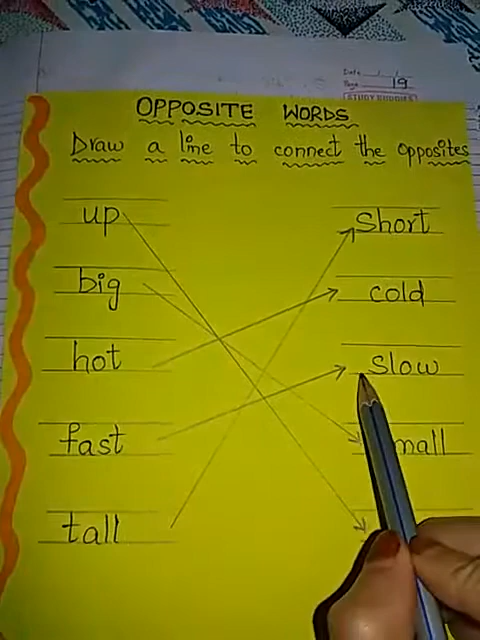 Date / /
Page 19
STUDY BUDDIES
OPPOSITE WORDS
Draw a line to connect the opposites
up short
big cold
hot slow
fast mall
tall